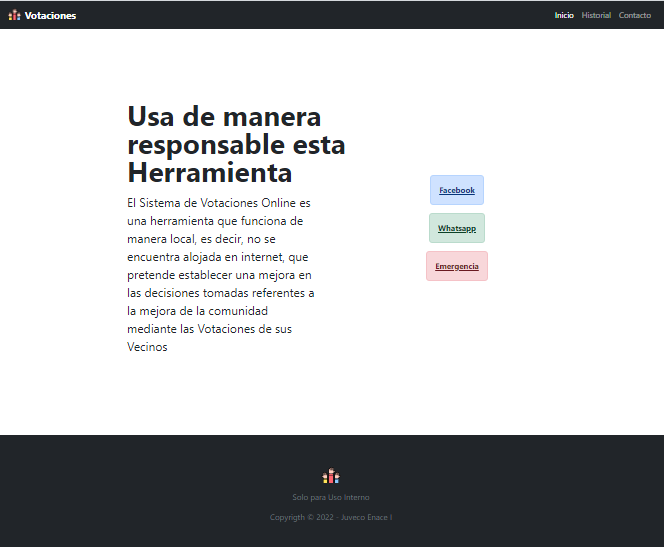 Votaciones
Inicio Historial Contacto
Usa de manera
responsable esta
Herramienta
El Sistema de Votaciones Online es
una herramienta que funciona de
manera local, es decir, no se
encuentra alojada en internet, que
pretende establecer una mejora en
las decisiones tomadas referentes a
la mejora de la comunidad
mediante las Votaciones de sus
Vecinos
Facebook
Whatsapp
Emergencia
Solo para Uso Interno
Copyrigth © 2022 - Juveco Enace I